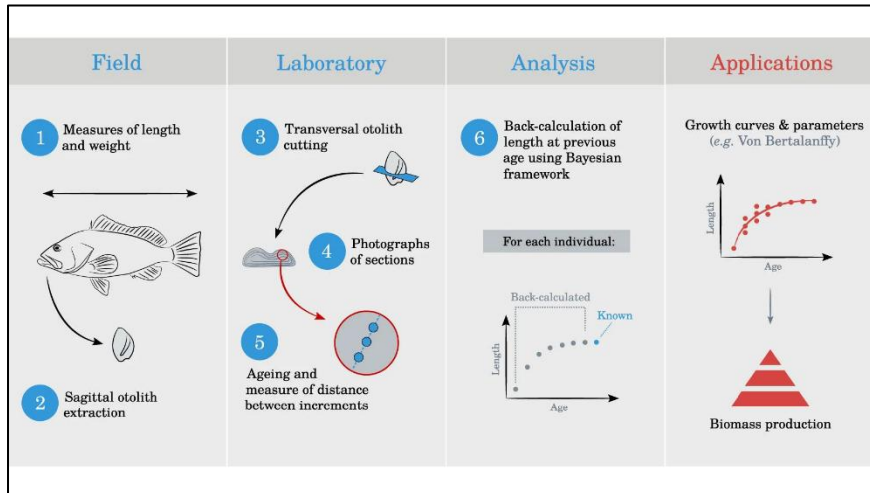 Field
1
Measures of length
and weight
2
Sagittal otolith
extraction
Laboratory
3
Transversal otolith
cutting
4
Photographs
of sections
5
Ageing and
measure of distance
between increments
Analysis
6
Back-calculation of
length at previous
age using Bayesian
framework
For each individual:
Back-calculated
Known
Length
Age
Applications
Growth curves & parameters
(e.g. Von Bertalanffy)
Length
Age
Biomass production